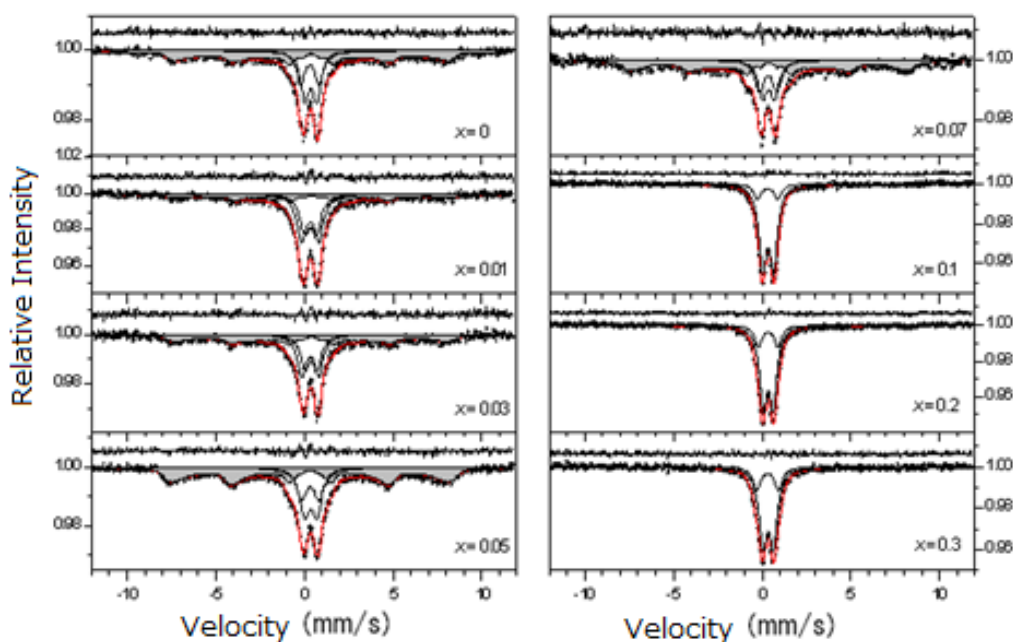 Relative Intensity
1.00
0.98
x = 0
1.02
1.00
0.98
0.96
x = 0.01
1.00
0.98
x = 0.03
1.00
0.98
x = 0.05
-10 -5 0 5 10
Velocity (mm/s)
1.00
0.98
x = 0.07
1.00
0.98
0.96
x = 0.1
1.00
0.98
0.96
x = 0.2
1.00
0.98
0.96
x = 0.3
-10 -5 0 5 10
Velocity (mm/s)